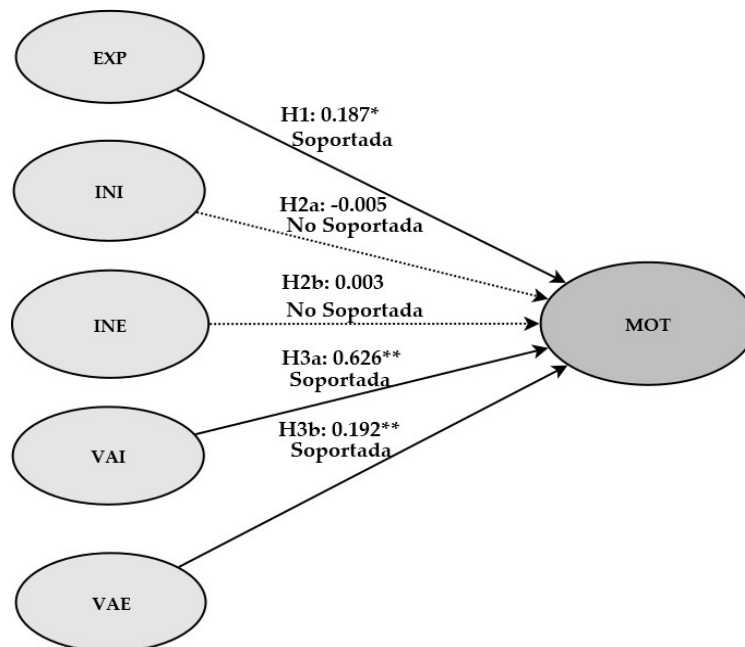 EXP
H1: 0.187*
Soportada
INI
H2a: -0.005
No Soportada
H2b: 0.003
No Soportada
INE
MOT
H3a: 0.626**
Soportada
H3b: 0.192**
Soportada
VAI
VAE